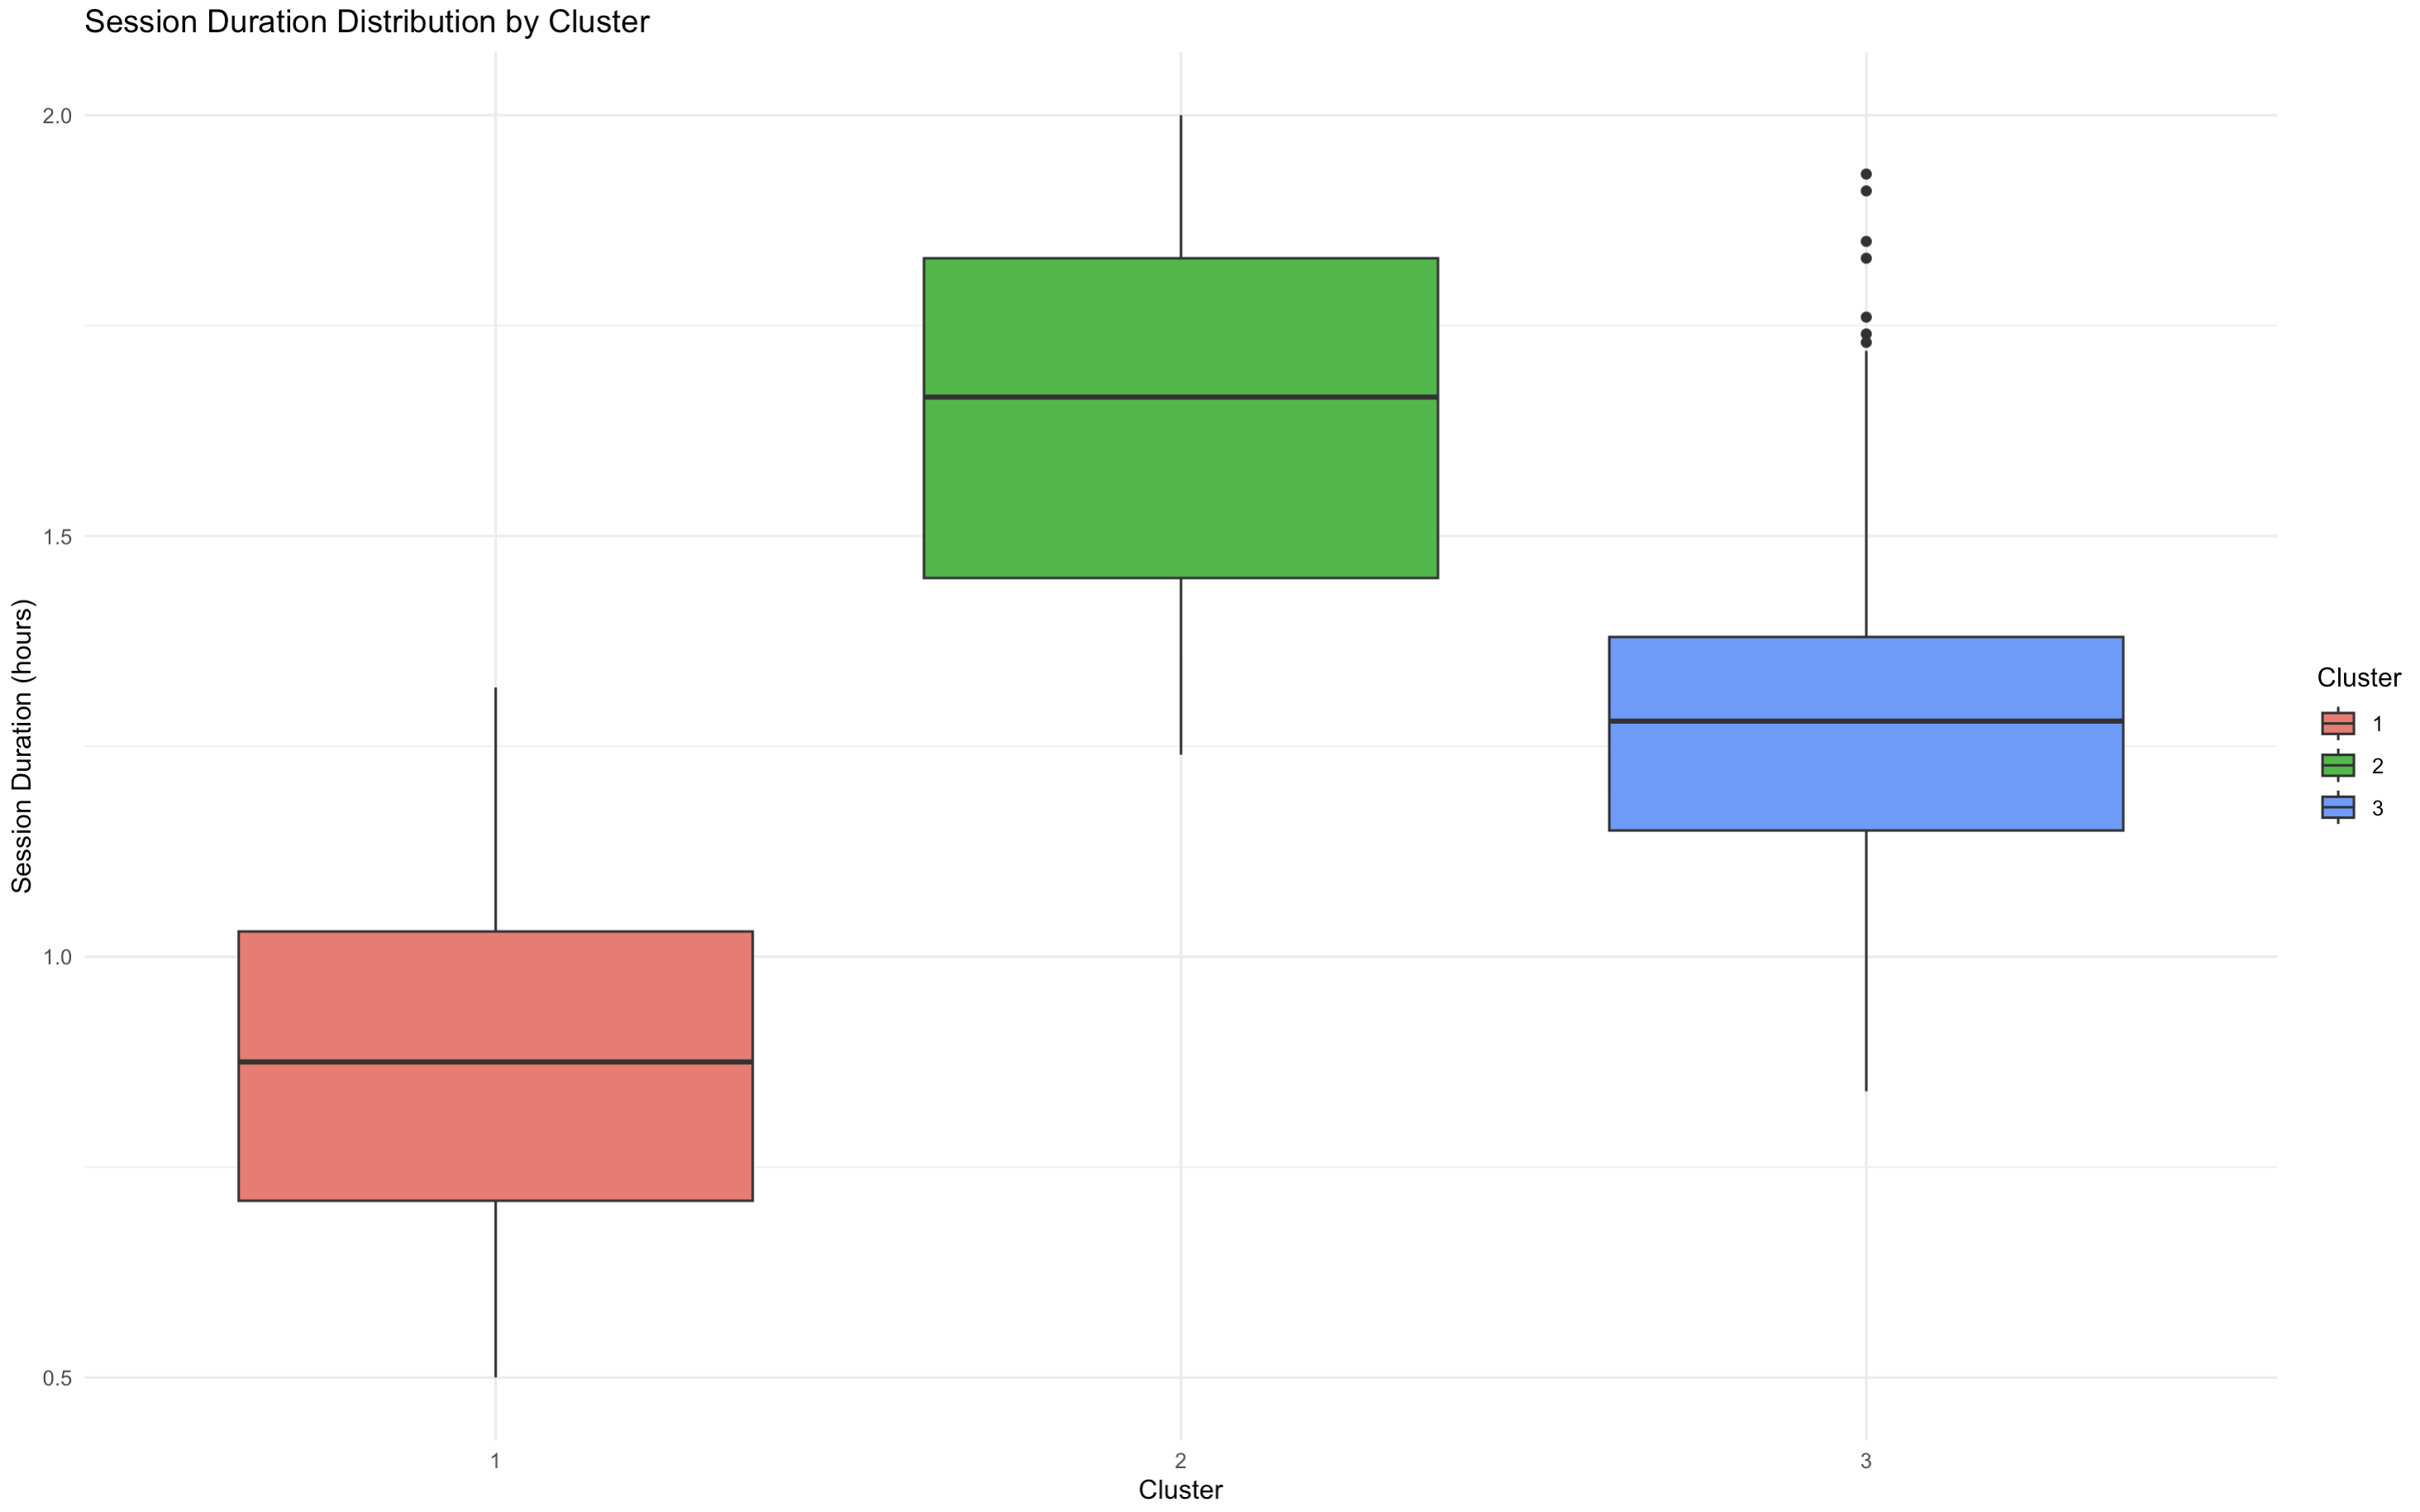 Session Duration Distribution by Cluster
Session Duration (hours)
2.0
1.5
1.0
0.5
1
2
3
Cluster
Cluster
1
2
3